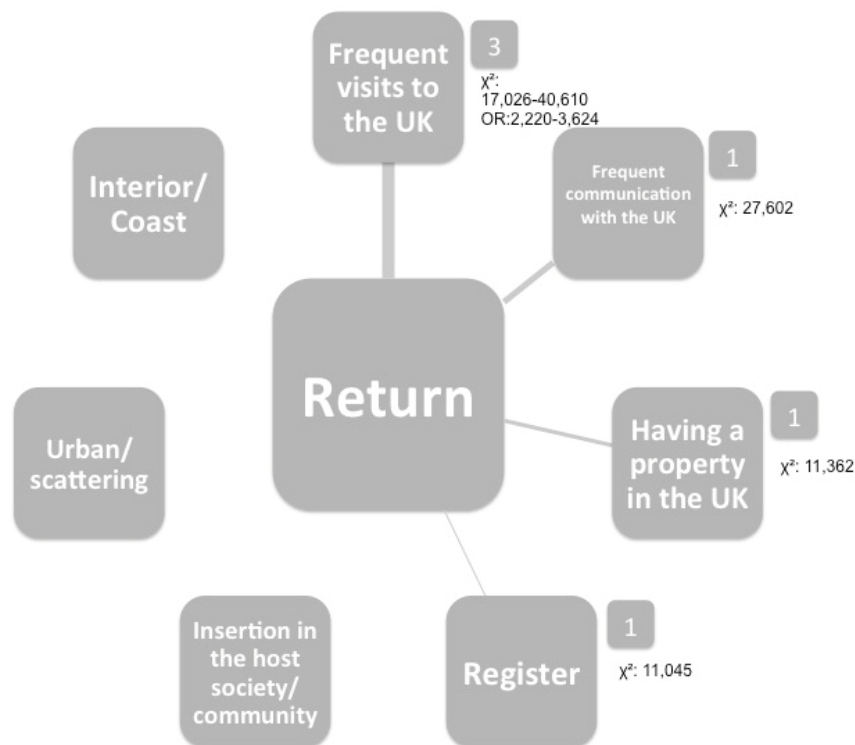 Frequent
visits to
the UK
3
χ²:
17,026-40,610
OR:2,220-3,624
Frequent
communication
with the UK
1
χ²: 27,602
Interior/
Coast
Return
Having a
property
in the UK
1
χ²: 11,362
Urban/
scattering
Insertion in
the host
society/
community
Register
1
χ²: 11,045